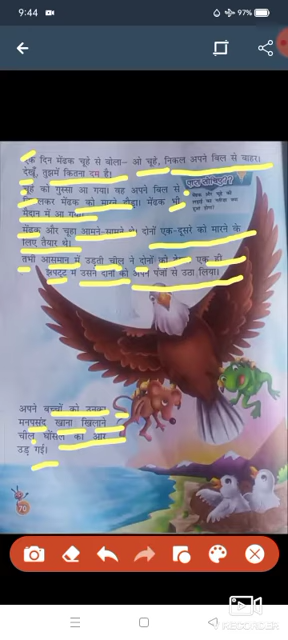 9:44
97%
एक दिन मेंढक चूहे से बोला– ओ चूहे, निकल अपने बिल से बाहर।
देखूँ, तुझमें कितना दम है।
चूहे को गुस्सा आ गया। वह अपने बिल से
निकलकर मेंढक को मारने दौड़ा। मेंढक भी
मैदान में आ गया।
मेंढक और चूहा आमने-सामने थे। दोनों एक-दूसरे को मारने के
लिए तैयार थे।
तभी आसमान में उड़ती चील ने दोनों को देखा। एक ही
झपट्टे में उसने दोनों को अपने पंजों से उठा लिया।
अपने बच्चों को उनका
मनपसंद खाना खिलाने
चील घोंसले की ओर
उड़ गई।
70
RECORDER